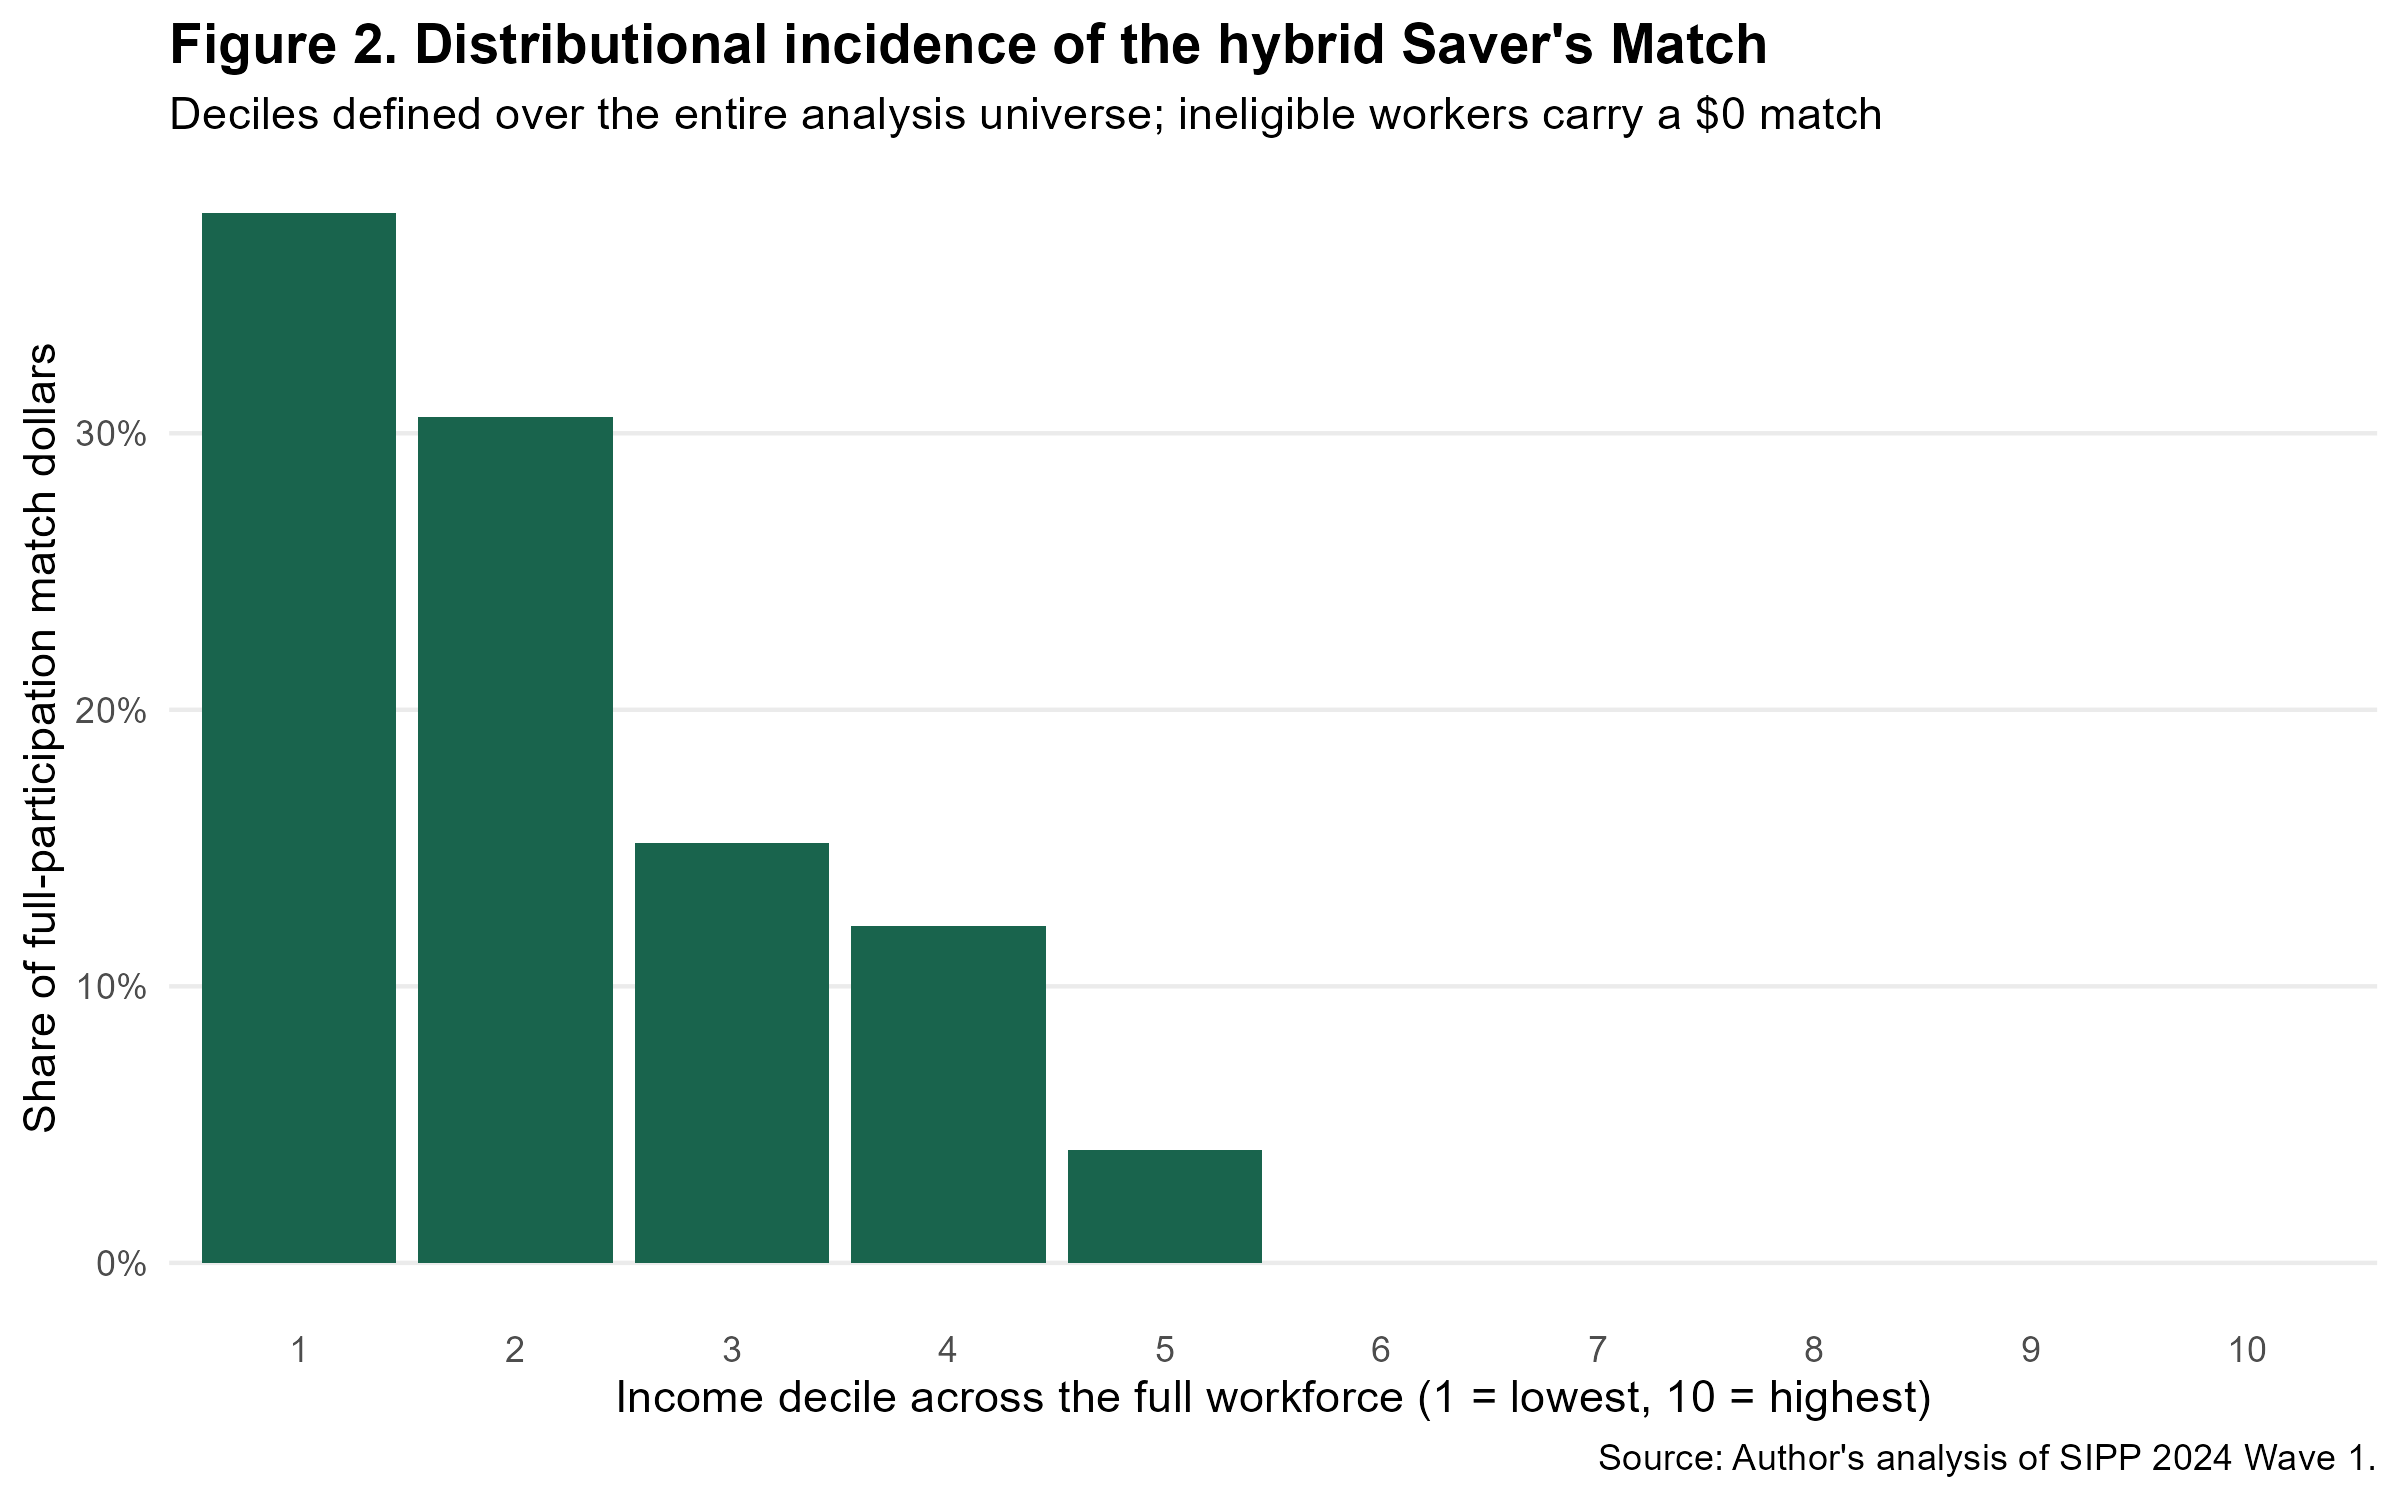 Figure 2. Distributional incidence of the hybrid Saver's Match
Deciles defined over the entire analysis universe; ineligible workers carry a $0 match
Share of full-participation match dollars
30%
20%
10%
0%
1 2 3 4 5 6 7 8 9 10
Income decile across the full workforce (1 = lowest, 10 = highest)
Source: Author's analysis of SIPP 2024 Wave 1.